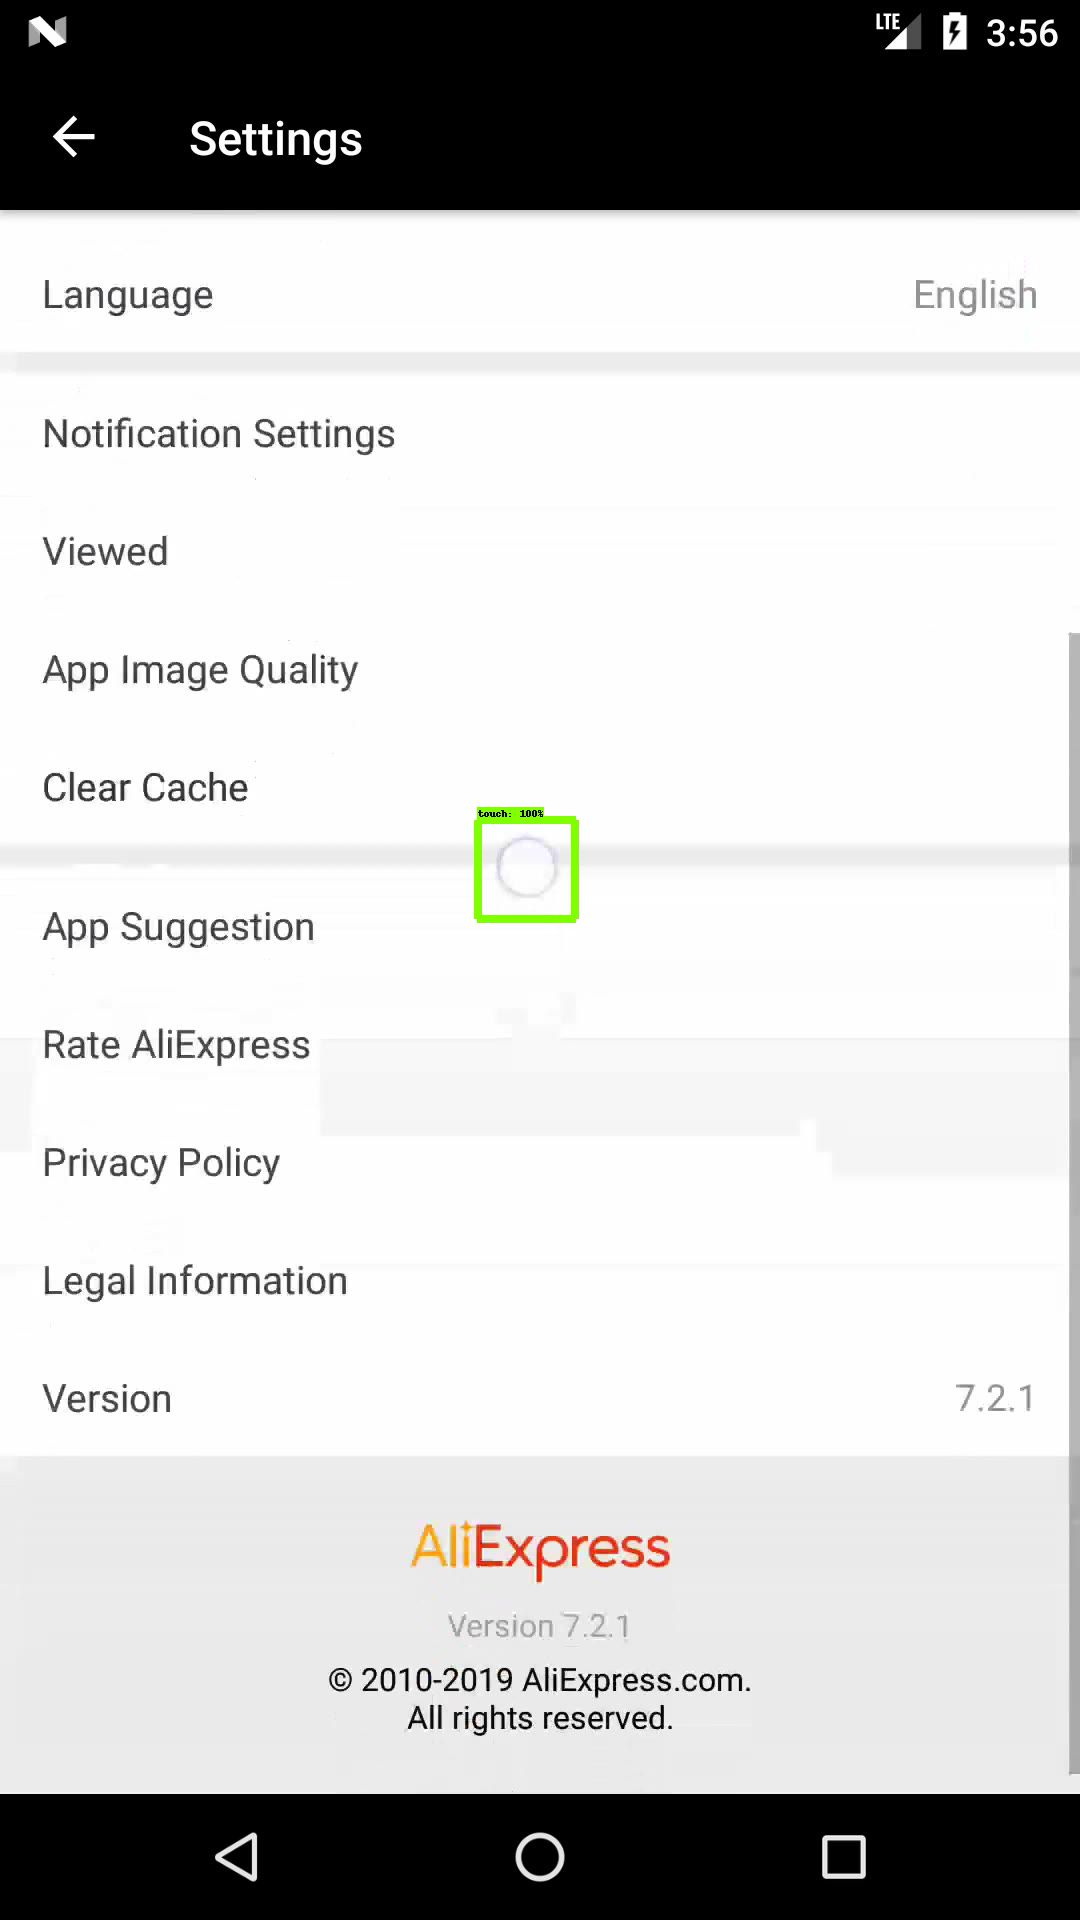 LTE 3:56
Settings
Language English
Notification Settings
Viewed
App Image Quality
Clear Cache
touch: 100%
App Suggestion
Rate AliExpress
Privacy Policy
Legal Information
Version 7.2.1
AliExpress
Version 7.2.1
© 2010-2019 AliExpress.com.
All rights reserved.